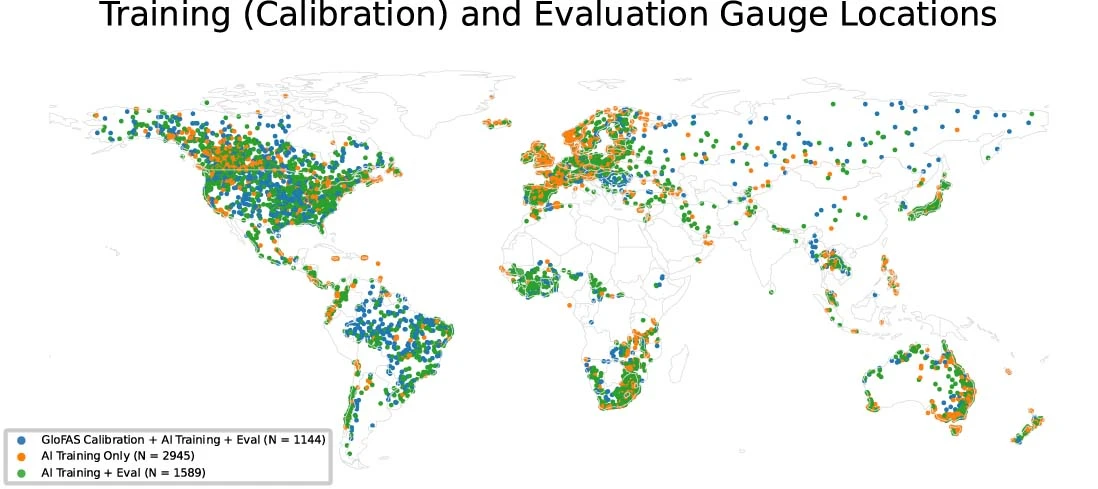 Training (Calibration) and Evaluation Gauge Locations
GloFAS Calibration + AI Training + Eval (N = 1144)
AI Training Only (N = 2945)
AI Training + Eval (N = 1589)